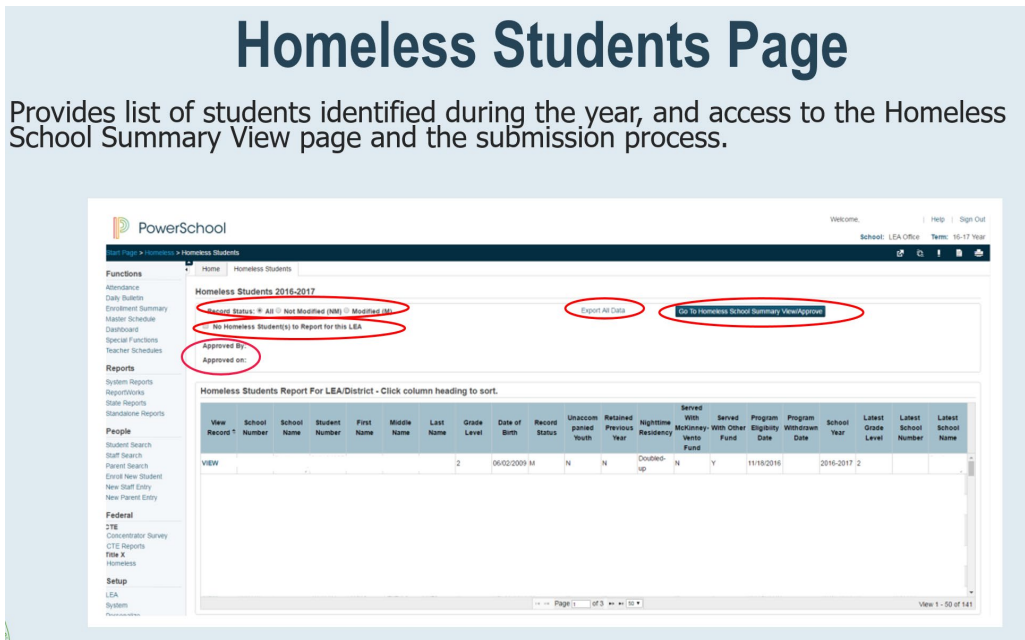 Homeless Students Page
Provides list of students identified during the year, and access to the Homeless
School Summary View page and the submission process.
PowerSchool
Welcome, | Help | Sign Out
School: LEA Office Term: 16-17 Year
Start Page > Homeless > Homeless Students
Functions
Attendance
Daily Bulletin
Enrollment Summary
Master Schedule
Dashboard
Special Functions
Teacher Schedules
Reports
System Reports
ReportWorks
State Reports
Standalone Reports
People
Student Search
Staff Search
Parent Search
Enroll New Student
New Staff Entry
New Parent Entry
Federal
CTE
Concentrator Survey
CTE Reports
Title X
Homeless
Setup
LEA
System
Home Homeless Students
Homeless Students 2016-2017
Record Status: All Not Modified (NM) Modified (M)
Export All Data
Go To Homeless School Summary View/Approve
No Homeless Student(s) to Report for this LEA
Approved By:
Approved on:
Homeless Students Report For LEA/District - Click column heading to sort.
View Record
School Number
School Name
Student Number
First Name
Middle Name
Last Name
Grade Level
Date of Birth
Record Status
Unaccom panied Youth
Retained Previous Year
Nighttime Residency
Served With McKinney-Vento Fund
Served With Other Fund
Program Eligibility Date
Program Withdrawn Date
School Year
Latest Grade Level
Latest School Number
Latest School Name
VIEW 2 06/02/2009 M N N Doubled-up N Y 11/18/2016 2016-2017 2
Page 1 of 3 50
View 1 - 50 of 141